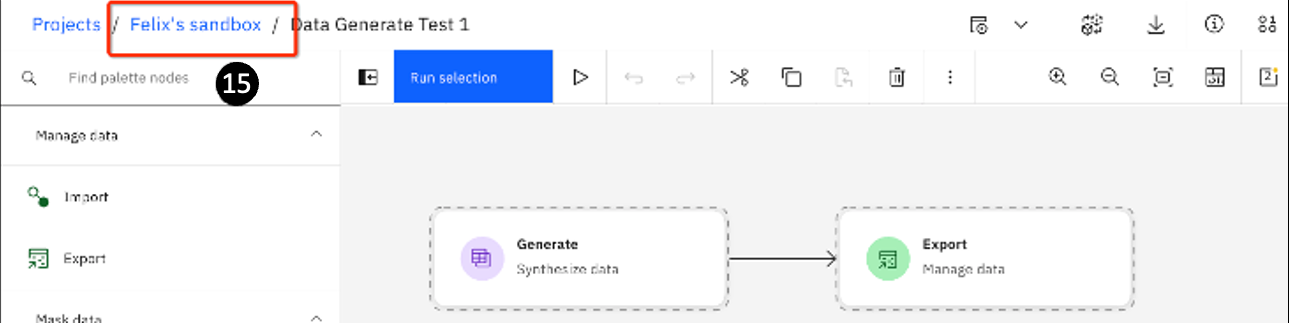 Projects / Felix's sandbox / Data Generate Test 1
Find palette nodes
15
Run selection
Manage data
Import
Export
Mask data
Generate
Synthesize data
Export
Manage data